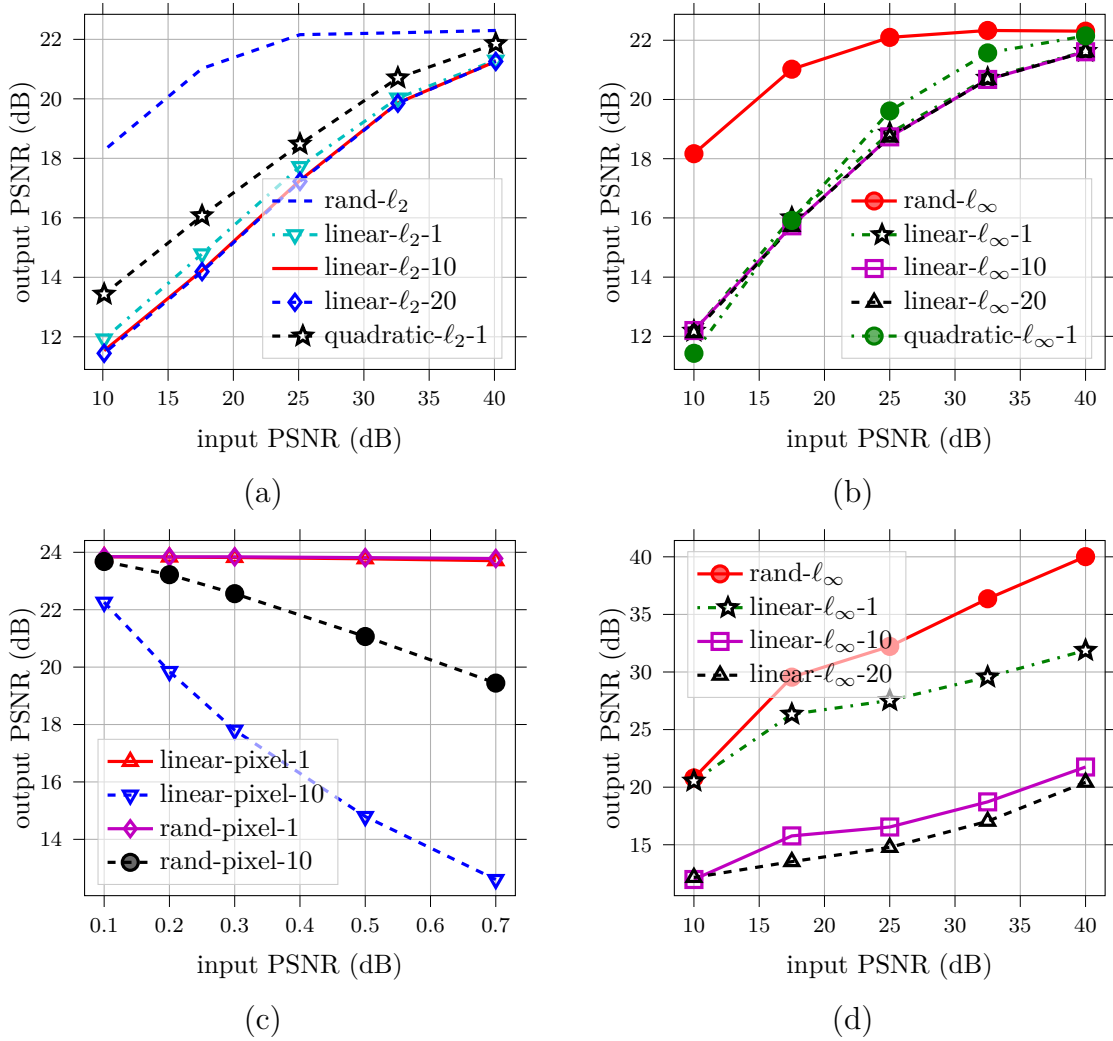 22
20
18
16
14
12
output PSNR (dB)
rand-ℓ₂
linear-ℓ₂-1
linear-ℓ₂-10
linear-ℓ₂-20
quadratic-ℓ₂-1
10 15 20 25 30 35 40
input PSNR (dB)
(a)
22
20
18
16
14
12
output PSNR (dB)
rand-ℓ∞
linear-ℓ∞-1
linear-ℓ∞-10
linear-ℓ∞-20
quadratic-ℓ∞-1
10 15 20 25 30 35 40
input PSNR (dB)
(b)
24
22
20
18
16
14
output PSNR (dB)
linear-pixel-1
linear-pixel-10
rand-pixel-1
rand-pixel-10
0.1 0.2 0.3 0.4 0.5 0.6 0.7
input PSNR (dB)
(c)
40
35
30
25
20
15
output PSNR (dB)
rand-ℓ∞
linear-ℓ∞-1
linear-ℓ∞-10
linear-ℓ∞-20
10 15 20 25 30 35 40
input PSNR (dB)
(d)